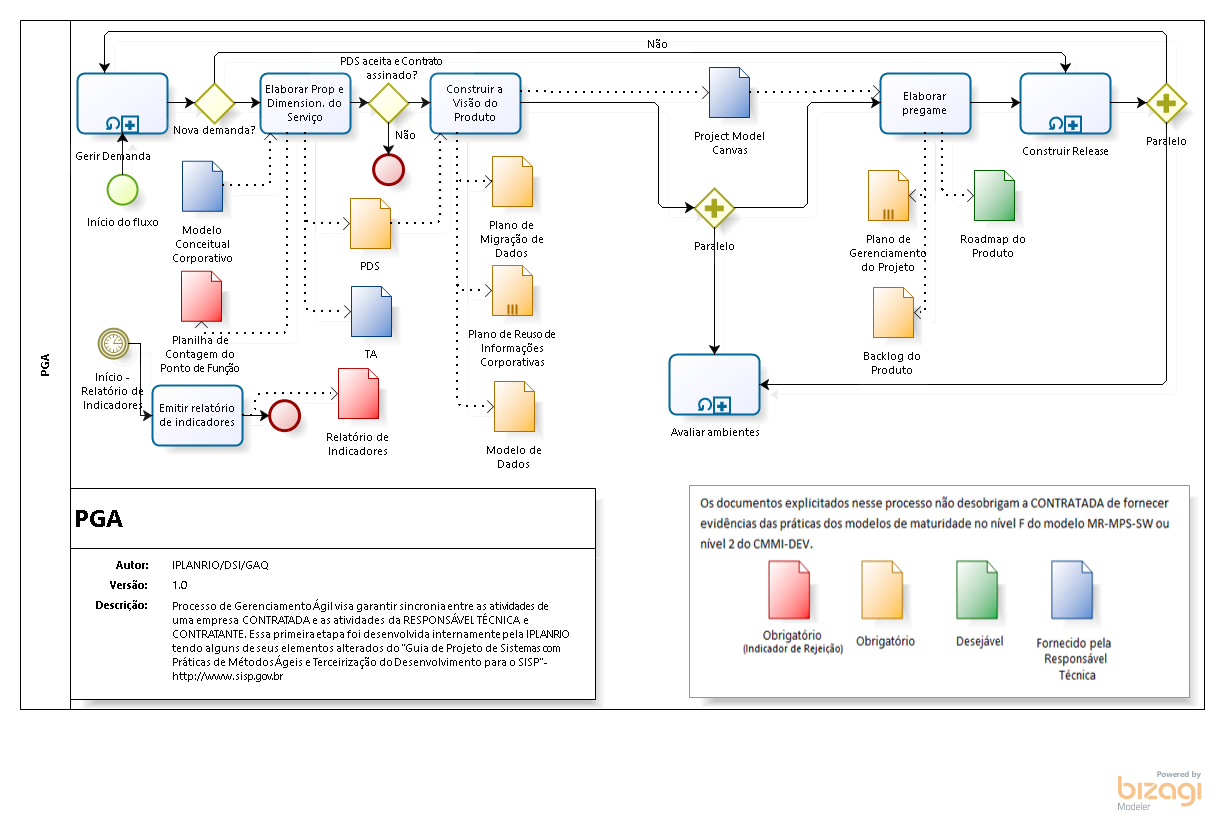 PGA
Não
PDS aceita e Contrato
assinado?
Elaborar Prop e
Dimension. do
Serviço
Construir a
Visão do
Produto
Elaborar
pregame
Nova demanda?
Não
Project Model
Canvas
Paralelo
Gerir Demanda
Construir Release
Início do fluxo
Modelo
Conceitual
Corporativo
PDS
Plano de
Migração de
Dados
Paralelo
Plano de
Gerenciamento
do Projeto
Roadmap do
Produto
Planilha de
Contagem do
Ponto de Função
TA
Plano de Reuso de
Informações
Corporativas
Backlog do
Produto
Início -
Relatório de
Indicadores
Emitir relatório
de indicadores
Relatório de
Indicadores
Modelo de
Dados
Avaliar ambientes
PGA
Autor: IPLANRIO/DSI/GAQ
Versão: 1.0
Descrição: Processo de Gerenciamento Ágil visa garantir sincronia entre as atividades de
uma empresa CONTRATADA e as atividades da RESPONSÁVEL TÉCNICA e
CONTRATANTE. Essa primeira etapa foi desenvolvida internamente pela IPLANRIO
tendo alguns de seus elementos alterados do "Guia de Projeto de Sistemas com
Práticas de Métodos Ágeis e Terceirização do Desenvolvimento para o SISP"-
http://www.sisp.gov.br
Os documentos explicitados nesse processo não desobrigam a CONTRATADA de fornecer
evidências das práticas dos modelos de maturidade no nível F do modelo MR-MPS-SW ou
nível 2 do CMMI-DEV.
Obrigatório
(Indicador de Rejeição)
Obrigatório
Desejável
Fornecido pela
Responsável
Técnica
Powered by
bizagi
Modeler